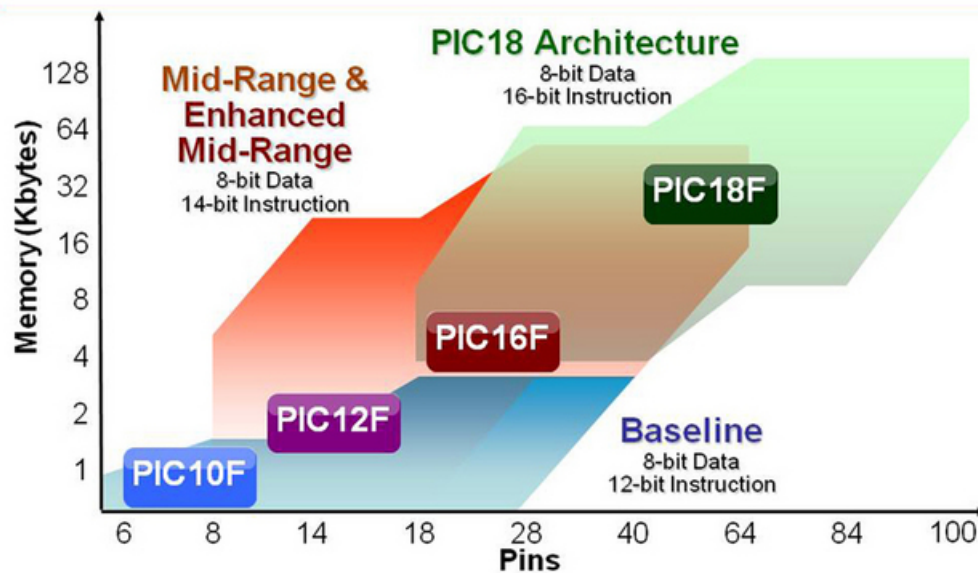 PIC18 Architecture
8-bit Data
16-bit Instruction
Mid-Range &
Enhanced
Mid-Range
8-bit Data
14-bit Instruction
Memory (Kbytes)
128
64
32
16
8
4
2
1
PIC18F
PIC16F
PIC12F
PIC10F
Baseline
8-bit Data
12-bit Instruction
6 8 14 18 28 40 64 84 100
Pins